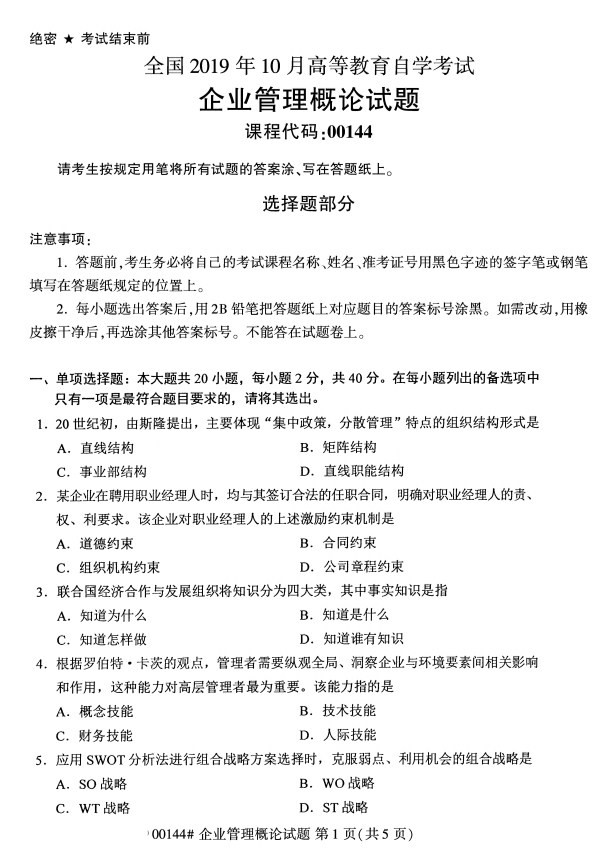 绝密 ★ 考试结束前
全国 2019 年 10 月高等教育自学考试
企业管理概论试题
课程代码:00144
请考生按规定用笔将所有试题的答案涂、写在答题纸上。
选择题部分
注意事项:
1. 答题前,考生务必将自己的考试课程名称、姓名、准考证号用黑色字迹的签字笔或钢笔
填写在答题纸规定的位置上。
2. 每小题选出答案后,用 2B 铅笔把答题纸上对应题目的答案标号涂黑。如需改动,用橡
皮擦干净后,再选涂其他答案标号。不能答在试题卷上。
一、单项选择题：本大题共 20 小题，每小题 2 分，共 40 分。在每小题列出的备选项中
只有一项是最符合题目要求的，请将其选出。
1．20 世纪初，由斯隆提出，主要体现“集中政策，分散管理”特点的组织结构形式是
A．直线结构 B．矩阵结构
C．事业部结构 D．直线职能结构
2．某企业在聘用职业经理人时，均与其签订合法的任职合同，明确对职业经理人的责、
权、利要求。该企业对职业经理人的上述激励约束机制是
A．道德约束 B．合同约束
C．组织机构约束 D．公司章程约束
3．联合国经济合作与发展组织将知识分为四大类，其中事实知识是指
A．知道为什么 B．知道是什么
C．知道怎样做 D．知道谁有知识
4．根据罗伯特·卡茨的观点，管理者需要纵观全局、洞察企业与环境要素间相关影响
和作用，这种能力对高层管理者最为重要。该能力指的是
A．概念技能 B．技术技能
C．财务技能 D．人际技能
5．应用 SWOT 分析法进行组合战略方案选择时，克服弱点、利用机会的组合战略是
A．SO 战略 B．WO 战略
C．WT 战略 D．ST 战略
00144# 企业管理概论试题 第 1 页(共 5 页)